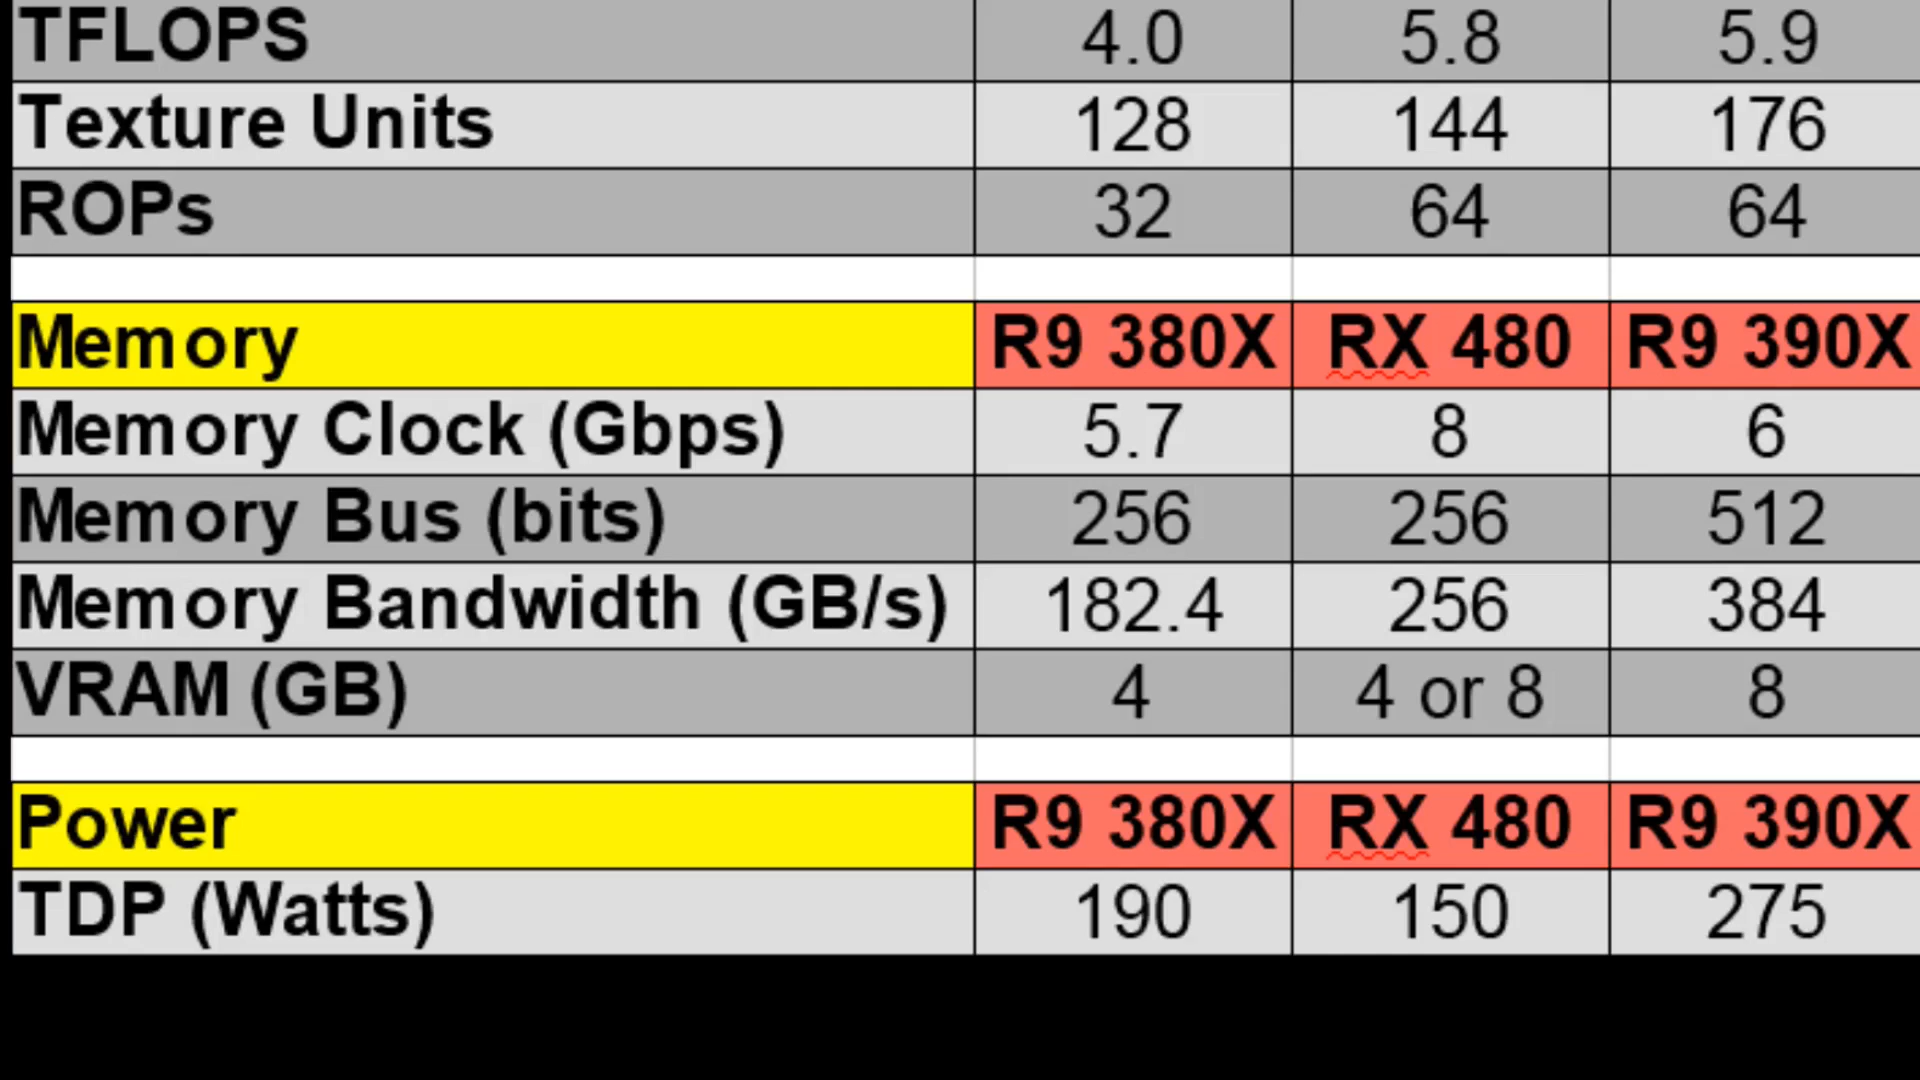 TFLOPS 4.0 5.8 5.9
Texture Units 128 144 176
ROPs 32 64 64
Memory R9 380X RX 480 R9 390X
Memory Clock (Gbps) 5.7 8 6
Memory Bus (bits) 256 256 512
Memory Bandwidth (GB/s) 182.4 256 384
VRAM (GB) 4 4 or 8 8
Power R9 380X RX 480 R9 390X
TDP (Watts) 190 150 275